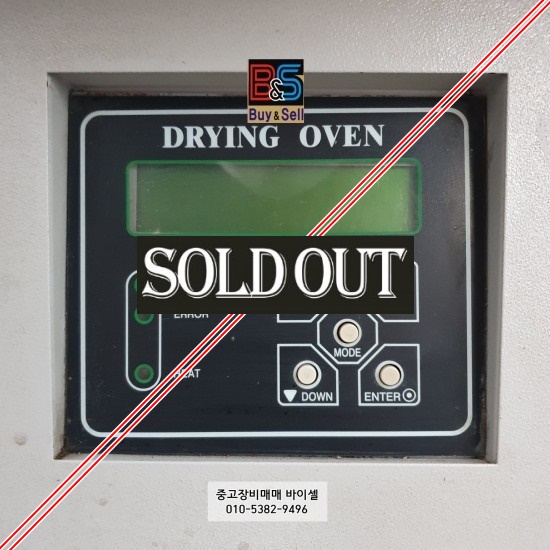 B&S
Buy & Sell
DRYING OVEN
SOLD OUT
ERROR
MODE
HEAT
▼ DOWN
ENTER
중고장비매매 바이셀
010-5382-9496